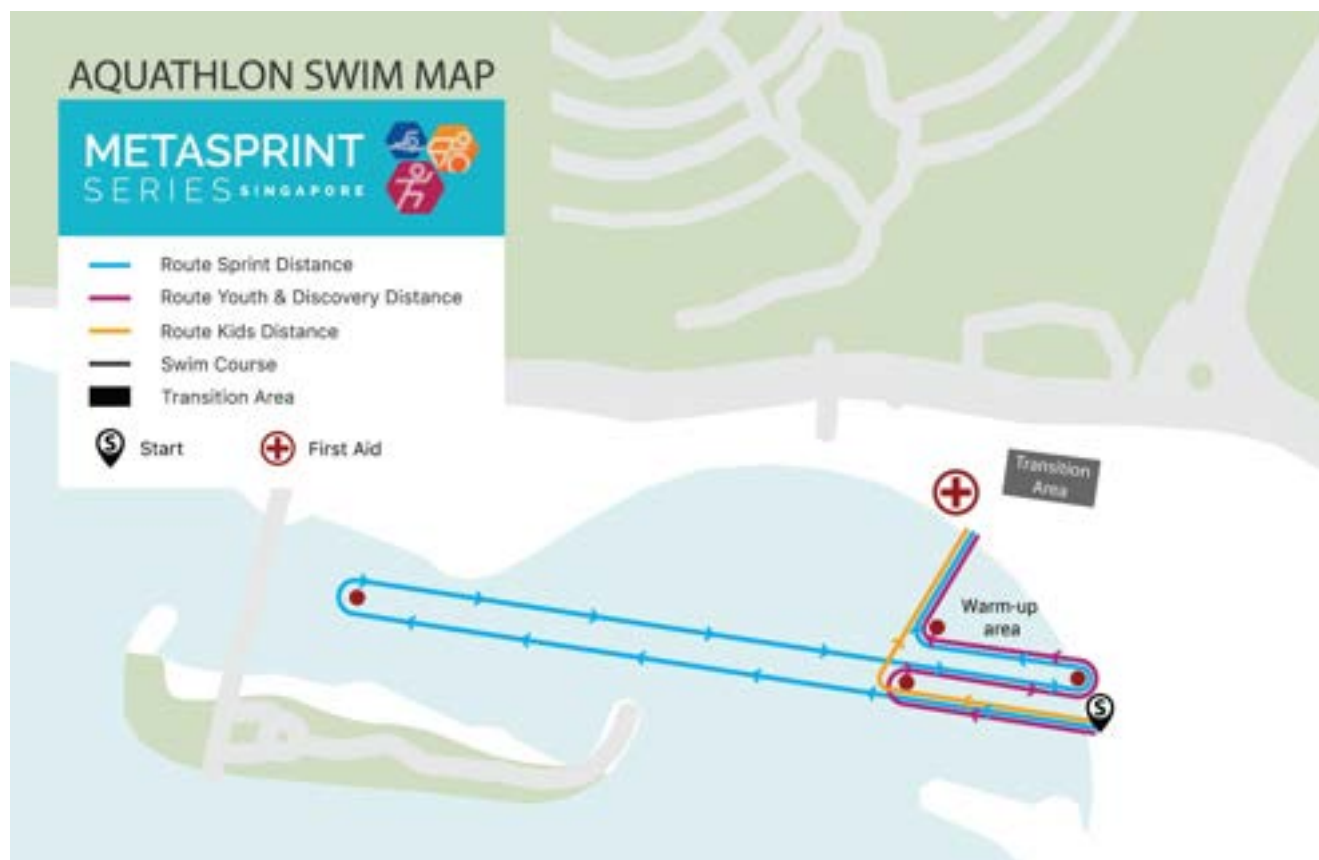 AQUATHLON SWIM MAP
METASPRINT
SERIES SINGAPORE
Route Sprint Distance
Route Youth & Discovery Distance
Route Kids Distance
Swim Course
Transition Area
S Start
First Aid
Transition
Area
Warm-up
area
S